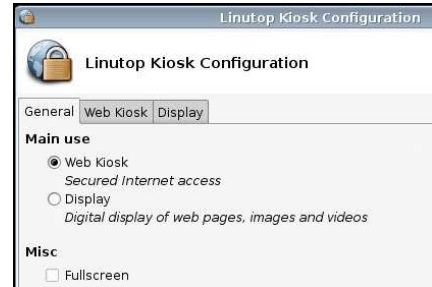 Linutop Kiosk Configuration
Linutop Kiosk Configuration
General Web Kiosk Display
Main use
Web Kiosk
Secured Internet access
Display
Digital display of web pages, images and videos
Misc
Fullscreen